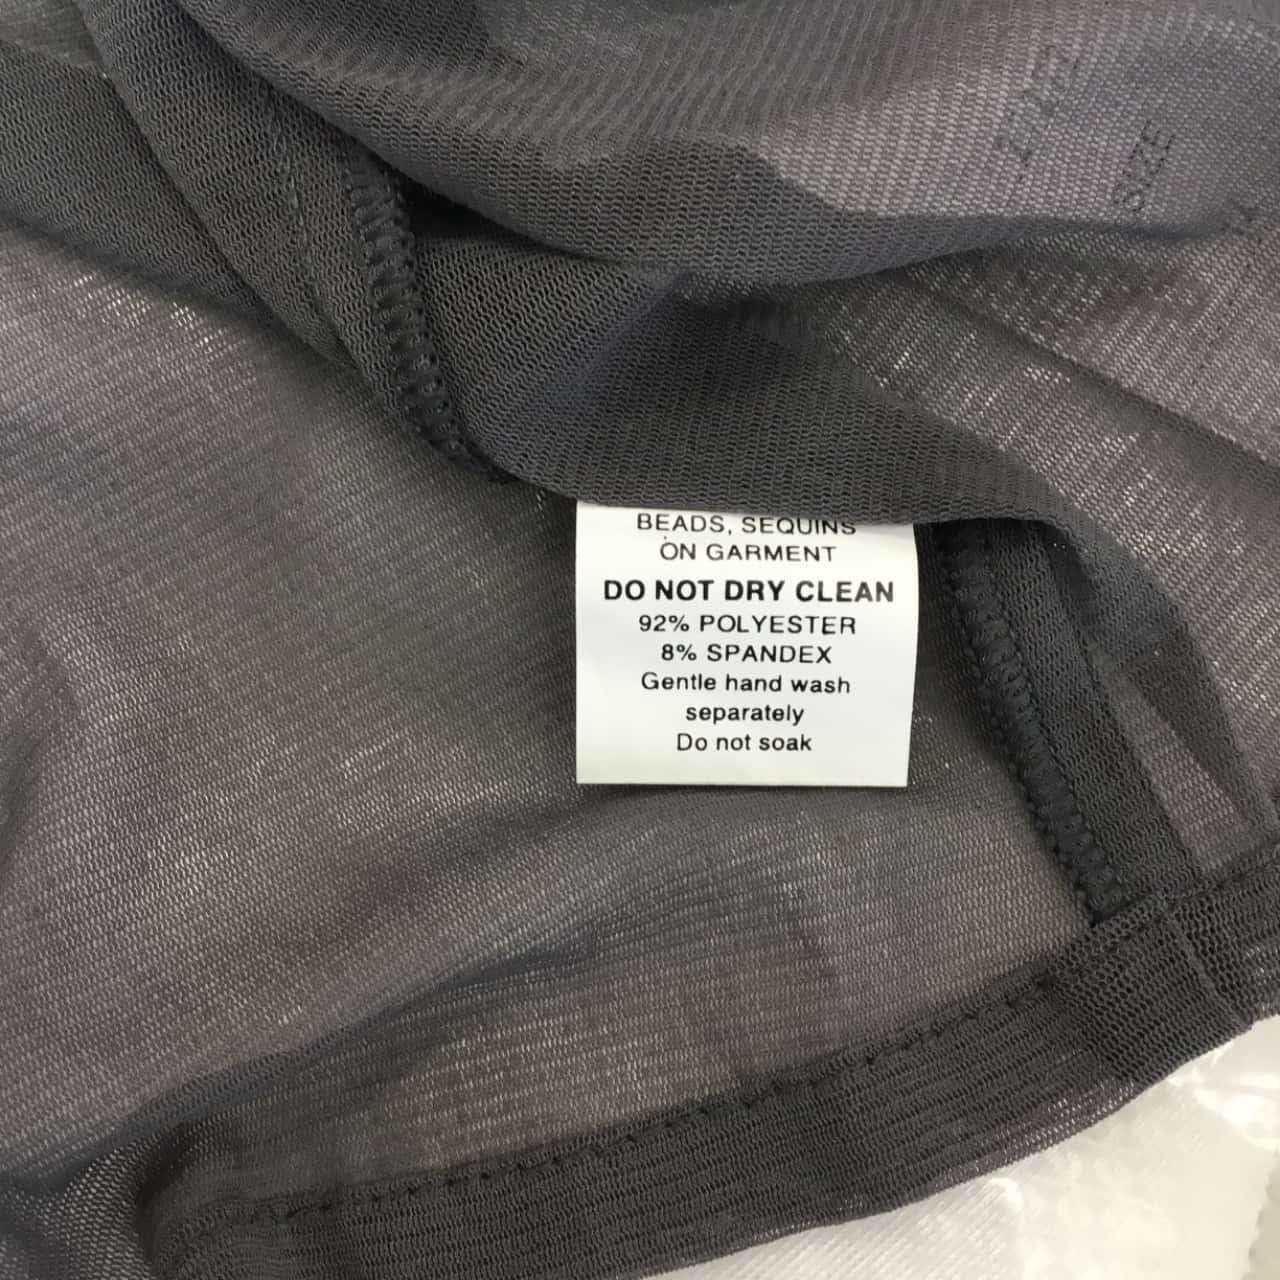 SIZE
BEADS, SEQUINS
ON GARMENT
DO NOT DRY CLEAN
92% POLYESTER
8% SPANDEX
Gentle hand wash
separately
Do not soak